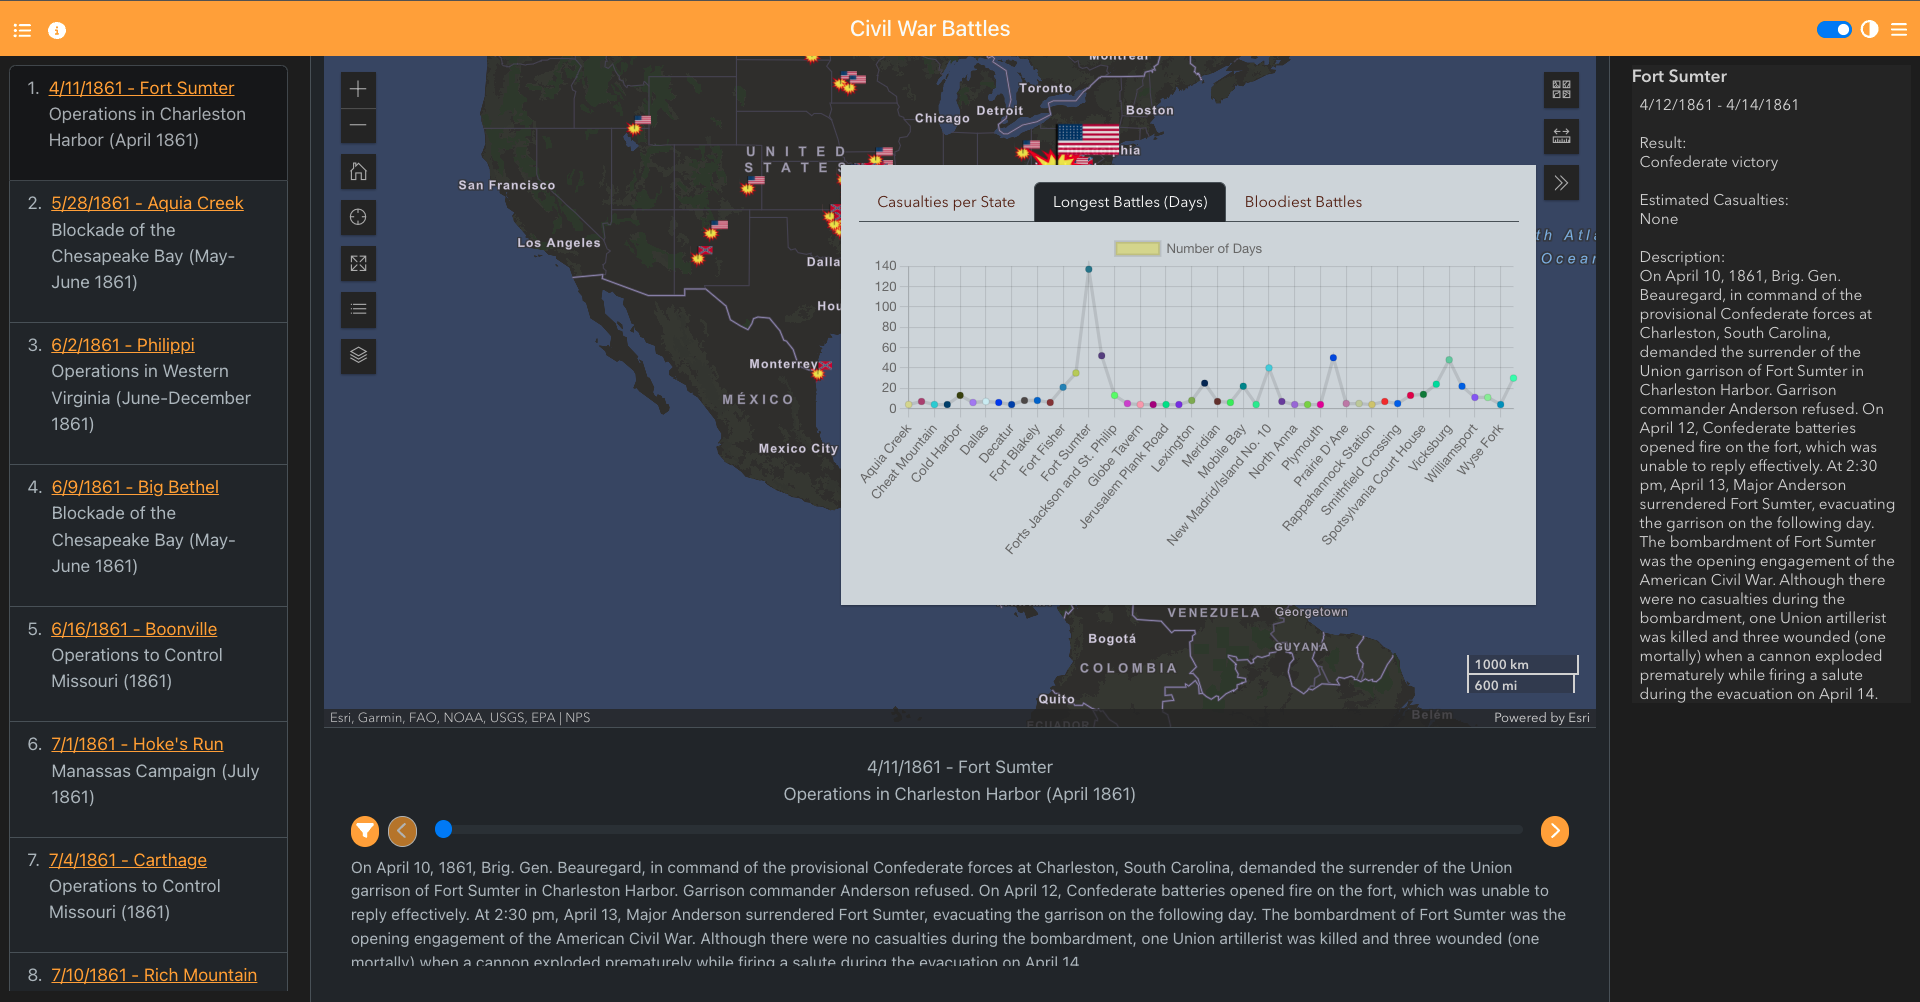 Civil War Battles
1. 4/11/1861 - Fort Sumter
Operations in Charleston
Harbor (April 1861)
2. 5/28/1861 - Aquia Creek
Blockade of the
Chesapeake Bay (May-
June 1861)
3. 6/2/1861 - Philippi
Operations in Western
Virginia (June-December
1861)
4. 6/9/1861 - Big Bethel
Blockade of the
Chesapeake Bay (May-
June 1861)
5. 6/16/1861 - Boonville
Operations to Control
Missouri (1861)
6. 7/1/1861 - Hoke's Run
Manassas Campaign (July
1861)
7. 7/4/1861 - Carthage
Operations to Control
Missouri (1861)
8. 7/10/1861 - Rich Mountain
Montreal
Toronto
Detroit
Chicago
Boston
UNITED
STATES
San Francisco
Los Angeles
Monterrey
MÉXICO
Mexico City
Casualties per State
Longest Battles (Days)
Bloodiest Battles
Number of Days
140
120
100
80
60
40
20
0
Aquia Creek
Cheat Mountain
Cold Harbor
Dallas
Decatur
Fort Blakely
Fort Fisher
Fort Sumter
Forts Jackson and St. Philip
Globe Tavern
Jerusalem Plank Road
Lexington
Meridian
Mobile Bay
New Madrid/Island No. 10
North Anna
Plymouth
Prairie D'Ane
Rappahannock Station
Smithfield Crossing
Spotsylvania Court House
Vicksburg
Williamsport
Wyse Fork
VENEZUELA
Georgetown
Bogotá
GUYANA
COLOMBIA
Quito
ECUADOR
Belém
1000 km
600 mi
Esri, Garmin, FAO, NOAA, USGS, EPA | NPS
Powered by Esri
4/11/1861 - Fort Sumter
Operations in Charleston Harbor (April 1861)
On April 10, 1861, Brig. Gen. Beauregard, in command of the provisional Confederate forces at Charleston, South Carolina, demanded the surrender of the Union
garrison of Fort Sumter in Charleston Harbor. Garrison commander Anderson refused. On April 12, Confederate batteries opened fire on the fort, which was unable to
reply effectively. At 2:30 pm, April 13, Major Anderson surrendered Fort Sumter, evacuating the garrison on the following day. The bombardment of Fort Sumter was the
opening engagement of the American Civil War. Although there were no casualties during the bombardment, one Union artillerist was killed and three wounded (one
mortally) when a cannon exploded prematurely while firing a salute during the evacuation on April 14.
Fort Sumter
4/12/1861 - 4/14/1861
Result:
Confederate victory
Estimated Casualties:
None
Description:
On April 10, 1861, Brig. Gen.
Beauregard, in command of the
provisional Confederate forces at
Charleston, South Carolina,
demanded the surrender of the
Union garrison of Fort Sumter in
Charleston Harbor. Garrison
commander Anderson refused. On
April 12, Confederate batteries
opened fire on the fort, which was
unable to reply effectively. At 2:30
pm, April 13, Major Anderson
surrendered Fort Sumter, evacuating
the garrison on the following day.
The bombardment of Fort Sumter
was the opening engagement of the
American Civil War. Although there
were no casualties during the
bombardment, one Union artillerist
was killed and three wounded (one
mortally) when a cannon exploded
prematurely while firing a salute
during the evacuation on April 14.